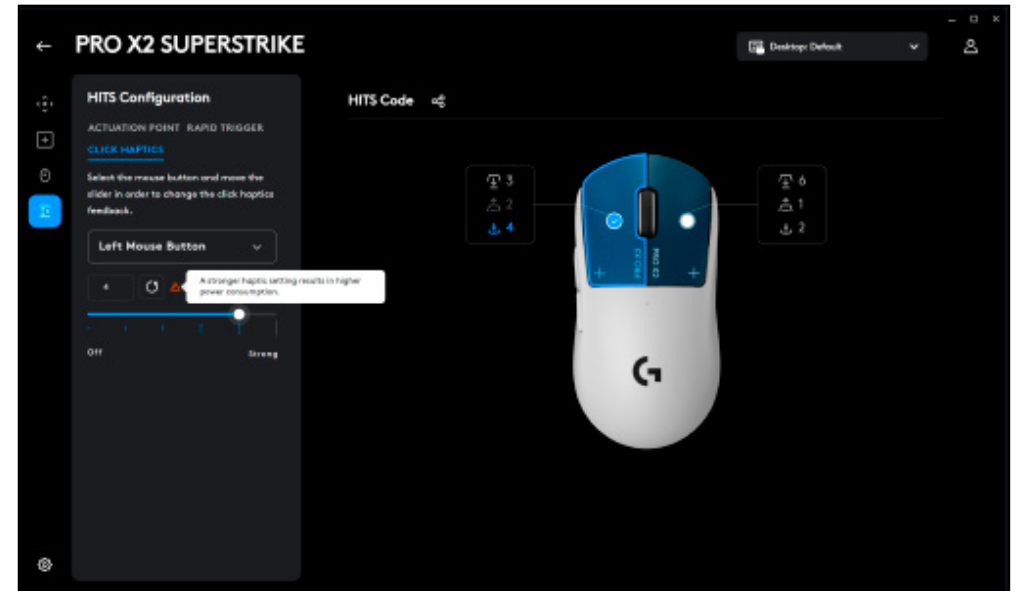 PRO X2 SUPERSTRIKE
Desktop: Default
HITS Configuration
ACTUATION POINT RAPID TRIGGER
CLICK HAPTICS
Select the mouse button and move the
slider in order to change the click haptics
feedback.
Left Mouse Button
4
A stronger haptic setting results in higher
power consumption.
Off
Strong
HITS Code
3
2
4
6
1
2
PRO X2
PRO X2